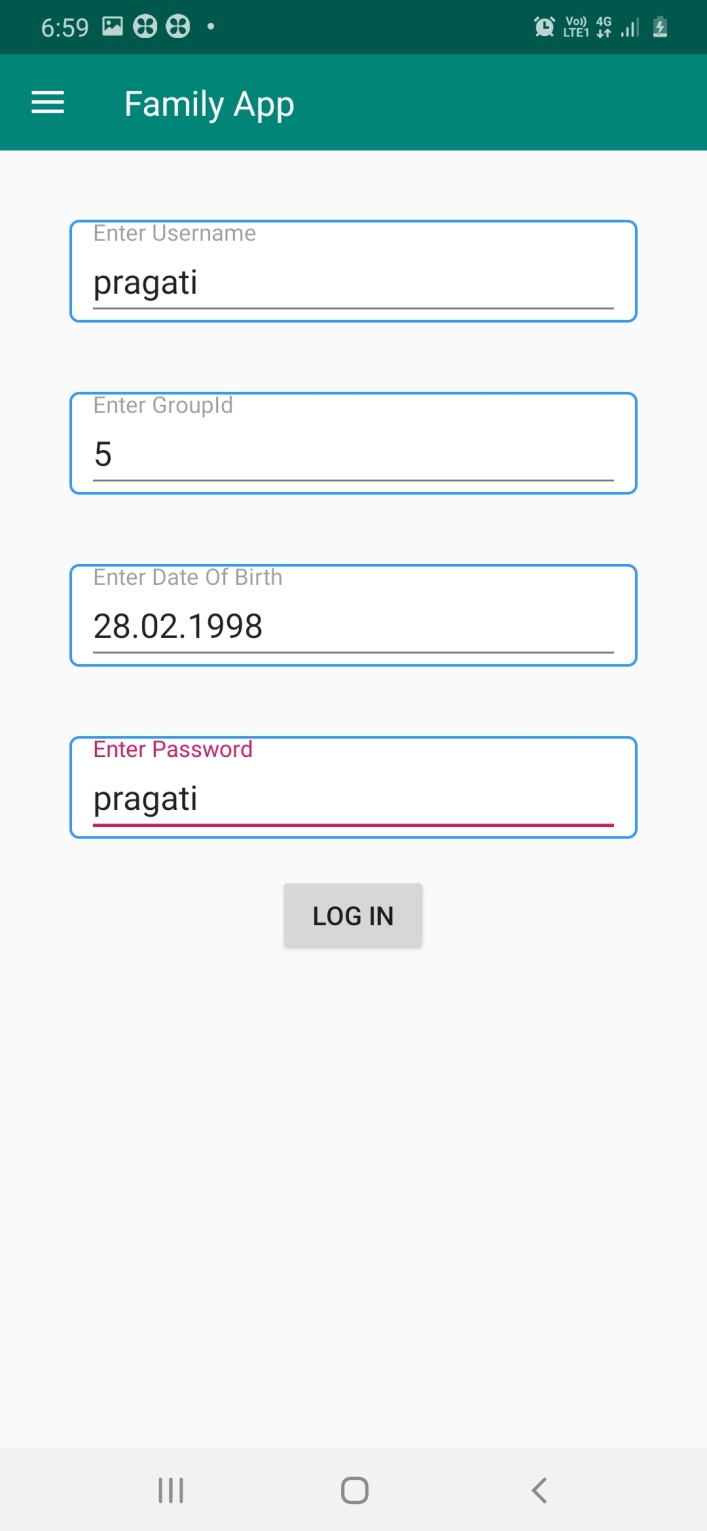 6:59
Vo)) 4G
LTE1
Family App
Enter Username
pragati
Enter GroupId
5
Enter Date Of Birth
28.02.1998
Enter Password
pragati
LOG IN